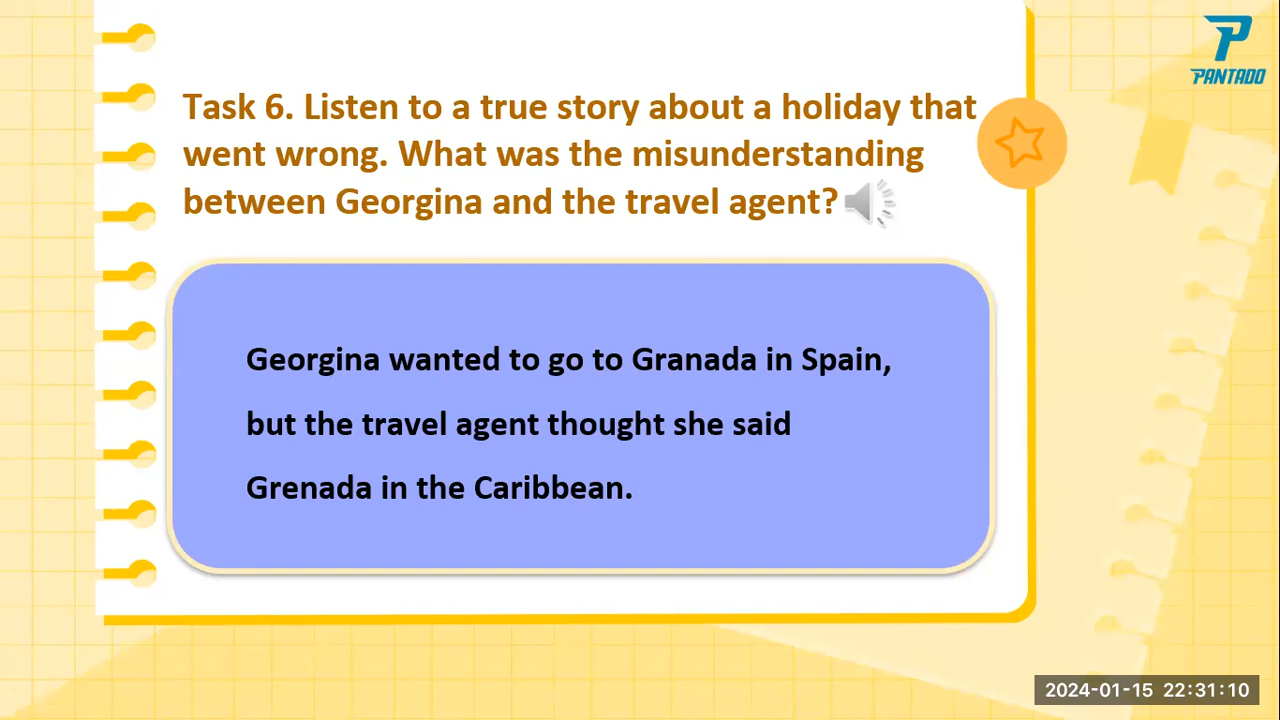 PANTADO
Task 6. Listen to a true story about a holiday that
went wrong. What was the misunderstanding
between Georgina and the travel agent?
Georgina wanted to go to Granada in Spain,
but the travel agent thought she said
Grenada in the Caribbean.
2024-01-15 22:31:10